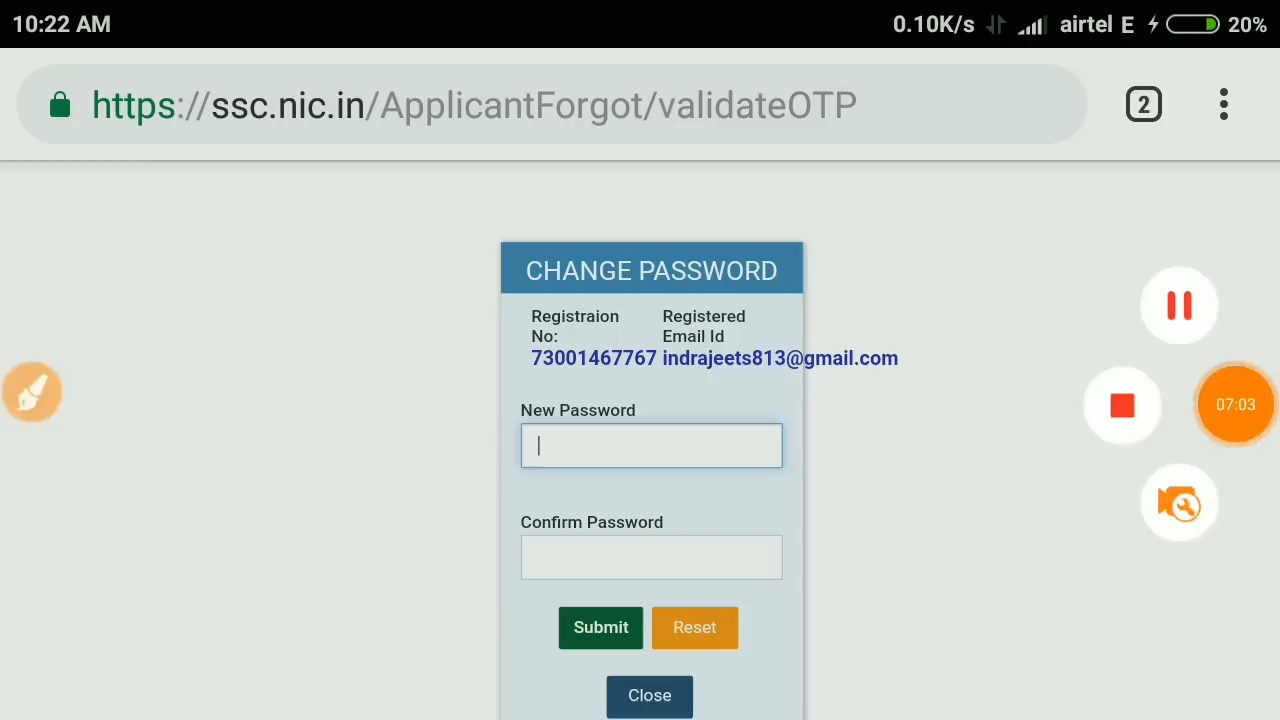 10:22 AM
0.10K/s airtel E 20%
https://ssc.nic.in/ApplicantForgot/validateOTP
2
CHANGE PASSWORD
Registraion No:
Registered Email Id
73001467767 indrajeets813@gmail.com
New Password
07:03
Confirm Password
Submit Reset
Close